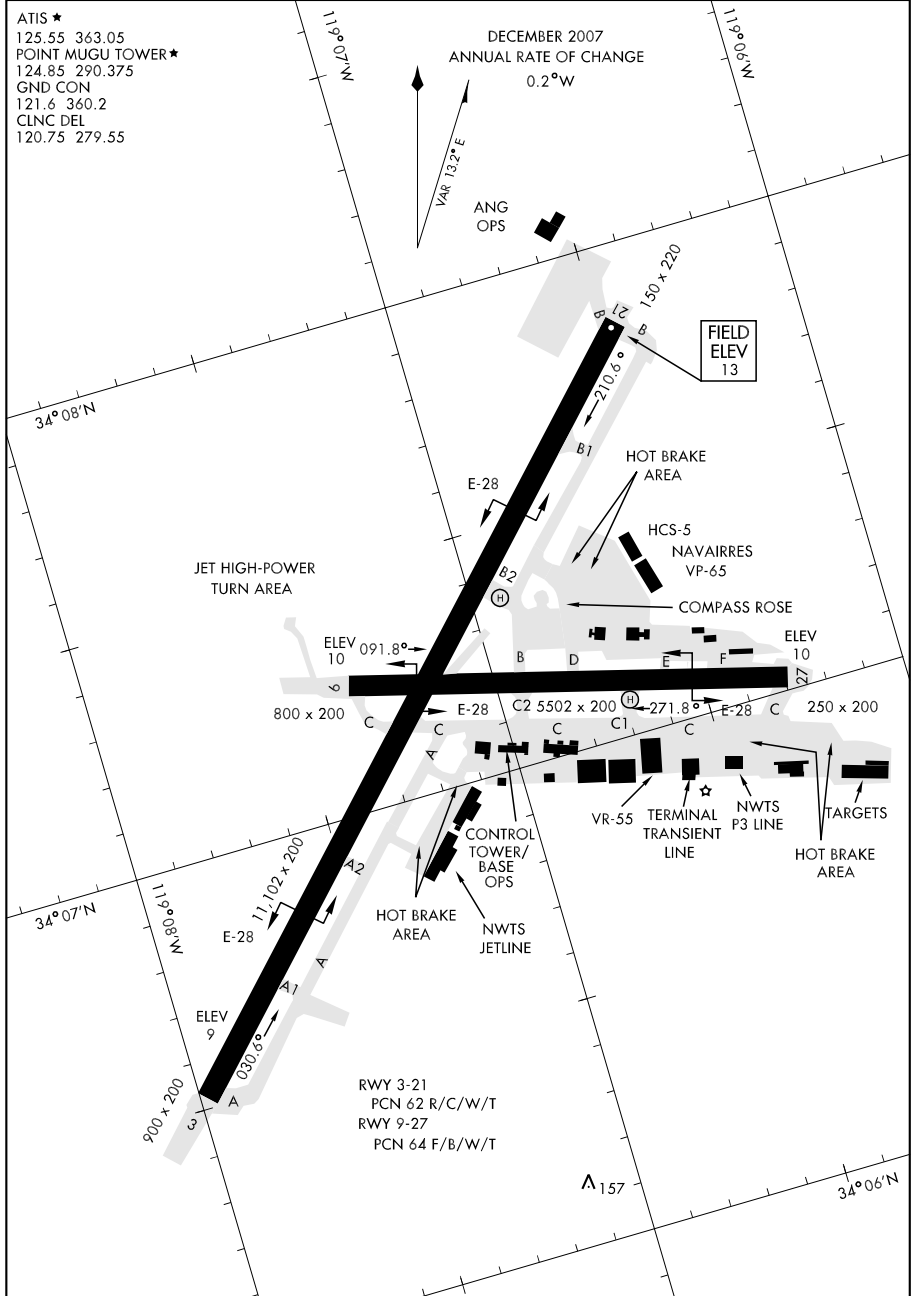 ATIS ★
125.55 363.05
POINT MUGU TOWER★
124.85 290.375
GND CON
121.6 360.2
CLNC DEL
120.75 279.55
119°07'W
DECEMBER 2007
ANNUAL RATE OF CHANGE
0.2°W
119°06'W
VAR 13.2° E
ANG
OPS
150 x 220
21
B
B
FIELD
ELEV
13
210.6°
34°08'N
B1
HOT BRAKE
AREA
E-28
HCS-5
NAVAIRRES
VP-65
JET HIGH-POWER
TURN AREA
B2
H
COMPASS ROSE
ELEV
10
091.8°
ELEV
10
B
D
E
F
9
27
800 x 200
E-28
C2
5502 x 200
H
271.8°
E-28
C
250 x 200
C
C
C
C1
C
A
VR-55
TERMINAL
TRANSIENT
LINE
NWTS
P3 LINE
TARGETS
CONTROL
TOWER/
BASE
OPS
HOT BRAKE
AREA
11,102 x 200
A2
34°07'N
119°08'W
HOT BRAKE
AREA
NWTS
JETLINE
E-28
A
A1
ELEV
9
030.6°
A
3
900 x 200
RWY 3-21
PCN 62 R/C/W/T
RWY 9-27
PCN 64 F/B/W/T
157
34°06'N